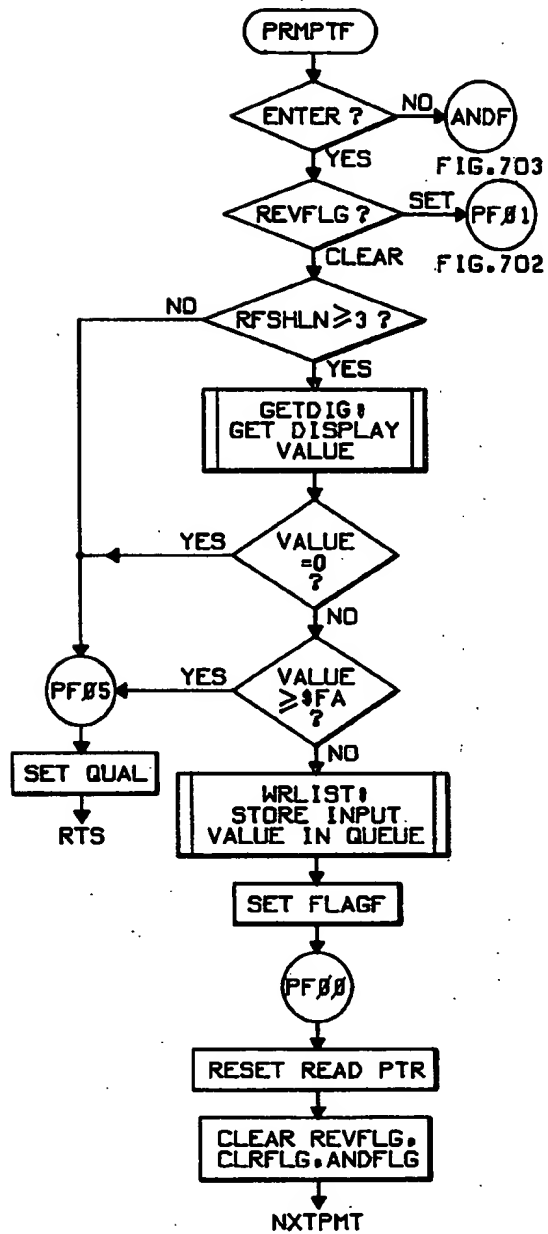 PRMPTF
ENTER ?
NO
ANDF
YES
FIG.703
REVFLG ?
SET
PFØ1
CLEAR
FIG.702
NO
RFSHLN ≥3 ?
YES
GETDIG:
GET DISPLAY
VALUE
YES
VALUE
=0
?
NO
YES
VALUE
≥$FA
?
PFØ5
NO
SET QUAL
WRLIST:
STORE INPUT
VALUE IN QUEUE
RTS
SET FLAGF
PFØØ
RESET READ PTR
CLEAR REVFLG,
CLRFLG,ANDFLG
NXTPMT